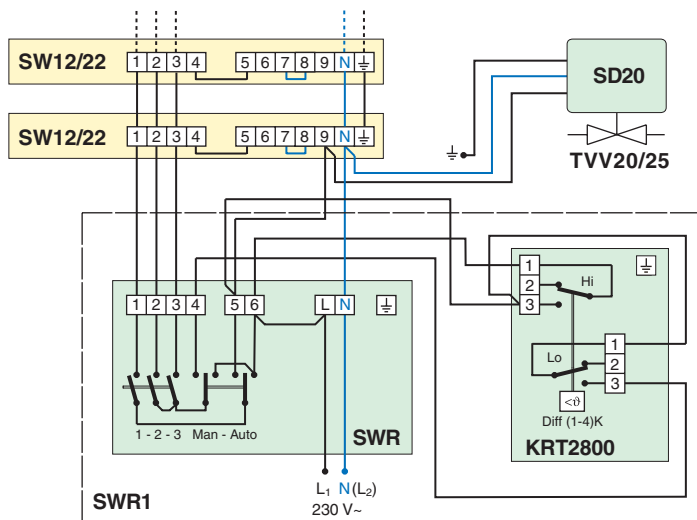 SW12/22 1 2 3 4 5 6 7 8 9 N
SD20
TVV20/25
SW12/22 1 2 3 4 5 6 7 8 9 N
1 2 3 4 5 6 L N
1 - 2 - 3 Man - Auto
SWR
1
2
3
Hi
Lo
1
2
3
<ϑ
Diff (1-4)K
KRT2800
L₁ N (L₂)
230 V~
SWR1